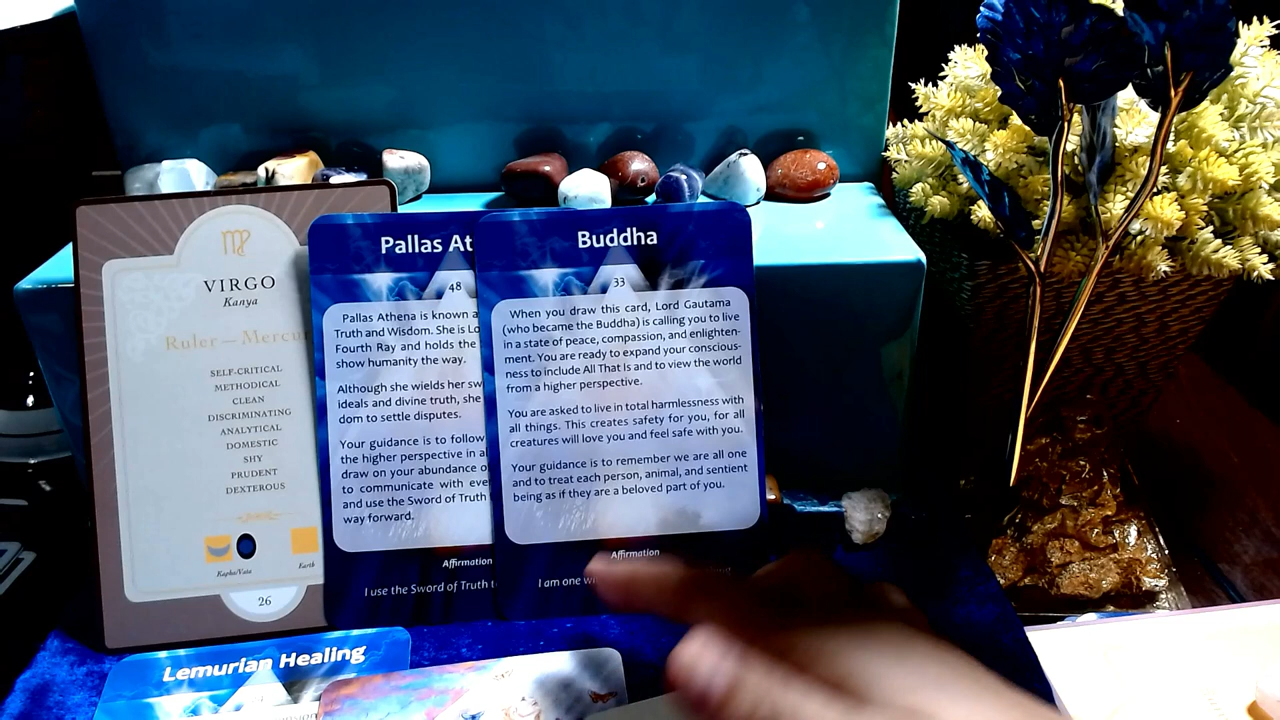 VIRGO
Kanya
Ruler — Mercur
SELF-CRITICAL
METHODICAL
CLEAN
DISCRIMINATING
ANALYTICAL
DOMESTIC
SHY
PRUDENT
DEXTEROUS
Kapha/Vata
Earth
26
Pallas At
48
Pallas Athena is known a
Truth and Wisdom. She is Lo
Fourth Ray and holds the
show humanity the way.
Although she wields her sw
ideals and divine truth, she
dom to settle disputes.
Your guidance is to follow
the higher perspective in al
draw on your abundance o
to communicate with eve
and use the Sword of Truth
way forward.
Affirmation
I use the Sword of Truth t
Buddha
33
When you draw this card, Lord Gautama
(who became the Buddha) is calling you to live
in a state of peace, compassion, and enlighten-
ment. You are ready to expand your conscious-
ness to include All That Is and to view the world
from a higher perspective.
You are asked to live in total harmlessness with
all things. This creates safety for you, for all
creatures will love you and feel safe with you.
Your guidance is to remember we are all one
and to treat each person, animal, and sentient
being as if they are a beloved part of you.
Affirmation
I am one w
Lemurian Healing